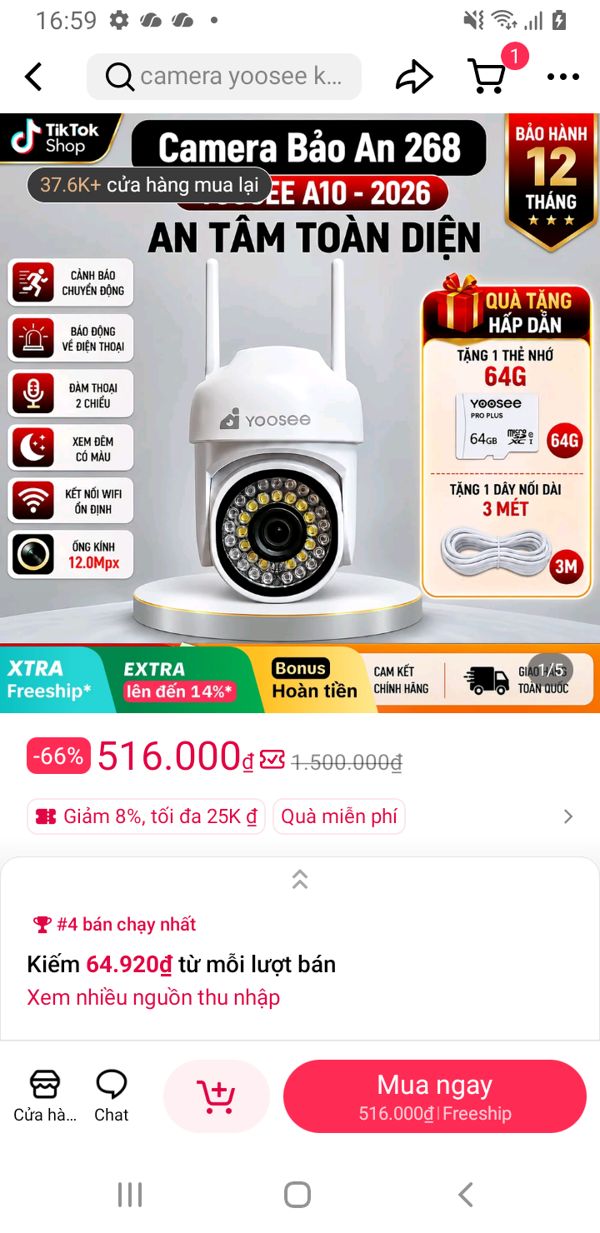 16:59
camera yoosee k...
1
TikTok
Shop
Camera Bảo An 268
BẢO HÀNH
12
THÁNG
37.6K+ cửa hàng mua lại
EE A10 - 2026
AN TÂM TOÀN DIỆN
CẢNH BÁO
CHUYỂN ĐỘNG
BÁO ĐỘNG
VỀ ĐIỆN THOẠI
ĐÀM THOẠI
2 CHIỀU
XEM ĐÊM
CÓ MÀU
KẾT NỐI WIFI
ỔN ĐỊNH
ỐNG KÍNH
12.0Mpx
YOOSEE
QUÀ TẶNG
HẤP DẪN
TẶNG 1 THẺ NHỚ
64G
YOOSEE
PRO PLUS
64GB
micro
SD
XC I
64G
TẶNG 1 DÂY NỐI DÀI
3 MÉT
3M
XTRA
Freeship*
EXTRA
lên đến 14%*
Bonus
Hoàn tiền
CAM KẾT
CHÍNH HÃNG
GIAO
TOÀN QUỐC
1/5
-66% 516.000₫ 1.500.000₫
Giảm 8%, tối đa 25K ₫
Quà miễn phí
#4 bán chạy nhất
Kiếm 64.920₫ từ mỗi lượt bán
Xem nhiều nguồn thu nhập
Cửa hà...
Chat
Mua ngay
516.000₫|Freeship